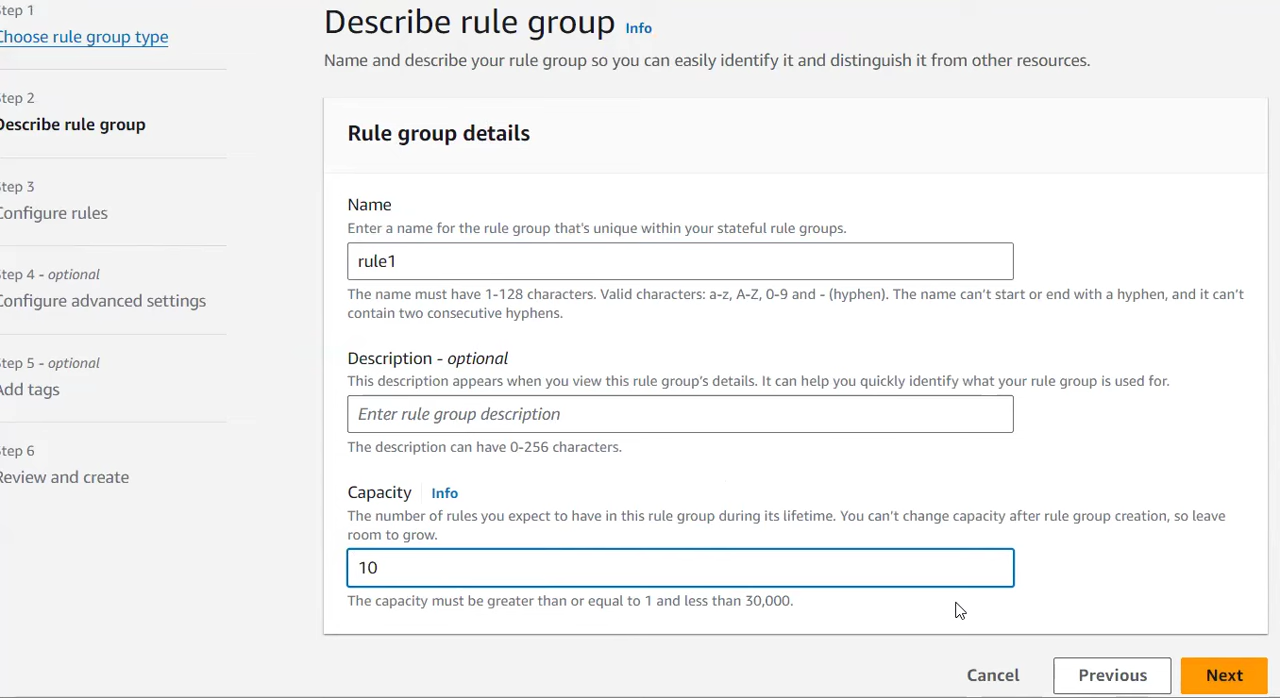 Step 1
Choose rule group type
Step 2
Describe rule group
Step 3
Configure rules
Step 4 - optional
Configure advanced settings
Step 5 - optional
Add tags
Step 6
Review and create
Describe rule group Info
Name and describe your rule group so you can easily identify it and distinguish it from other resources.
Rule group details
Name
Enter a name for the rule group that's unique within your stateful rule groups.
rule1
The name must have 1-128 characters. Valid characters: a-z, A-Z, 0-9 and - (hyphen). The name can't start or end with a hyphen, and it can't
contain two consecutive hyphens.
Description - optional
This description appears when you view this rule group's details. It can help you quickly identify what your rule group is used for.
Enter rule group description
The description can have 0-256 characters.
Capacity Info
The number of rules you expect to have in this rule group during its lifetime. You can't change capacity after rule group creation, so leave
room to grow.
10
The capacity must be greater than or equal to 1 and less than 30,000.
Cancel
Previous
Next